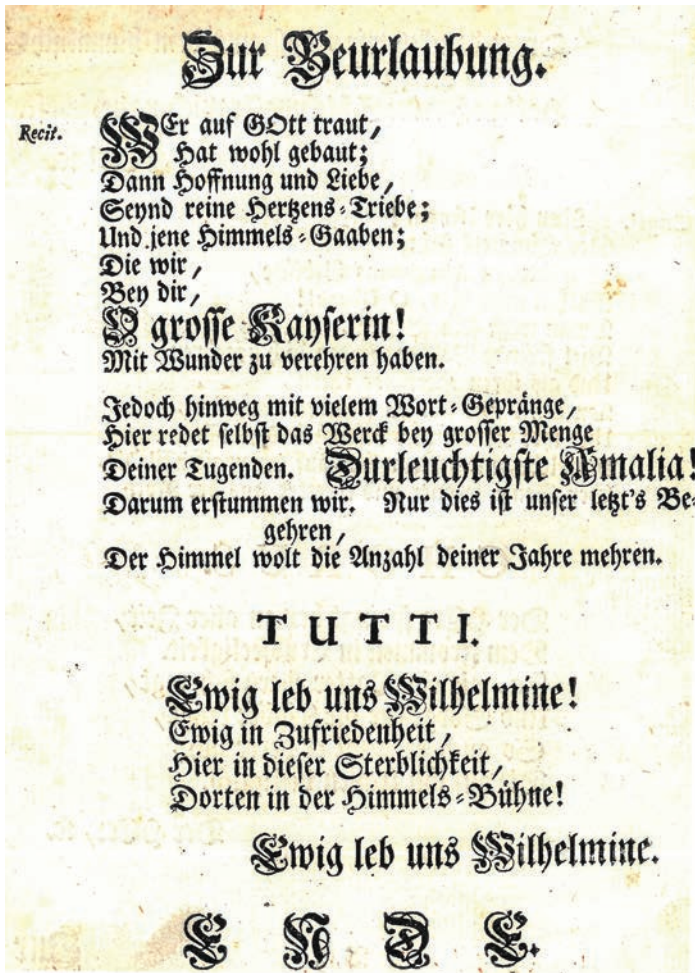 Zur Beurlaubung.
Recit. WEr auf GOtt traut,
Hat wohl gebaut;
Dann Hoffnung und Liebe,
Seynd reine Hertzens-Triebe;
Und jene Himmels-Gaaben;
Die wir,
Bey dir,
O grosse Kayserin!
Mit Wunder zu verehren haben.
Jedoch hinweg mit vielem Wort-Gepränge,
Hier redet selbst das Werck bey grosser Menge
Deiner Tugenden. Durleuchtigste Amalia!
Darum erstummen wir. Nur dies ist unser letzt's Be-
gehren,
Der Himmel wolt die Anzahl deiner Jahre mehren.
TUTTI.
Ewig leb uns Wilhelmine!
Ewig in Zufriedenheit,
Hier in dieser Sterblichkeit,
Dorten in der Himmels-Bühne!
Ewig leb uns Wilhelmine.
ENDE.